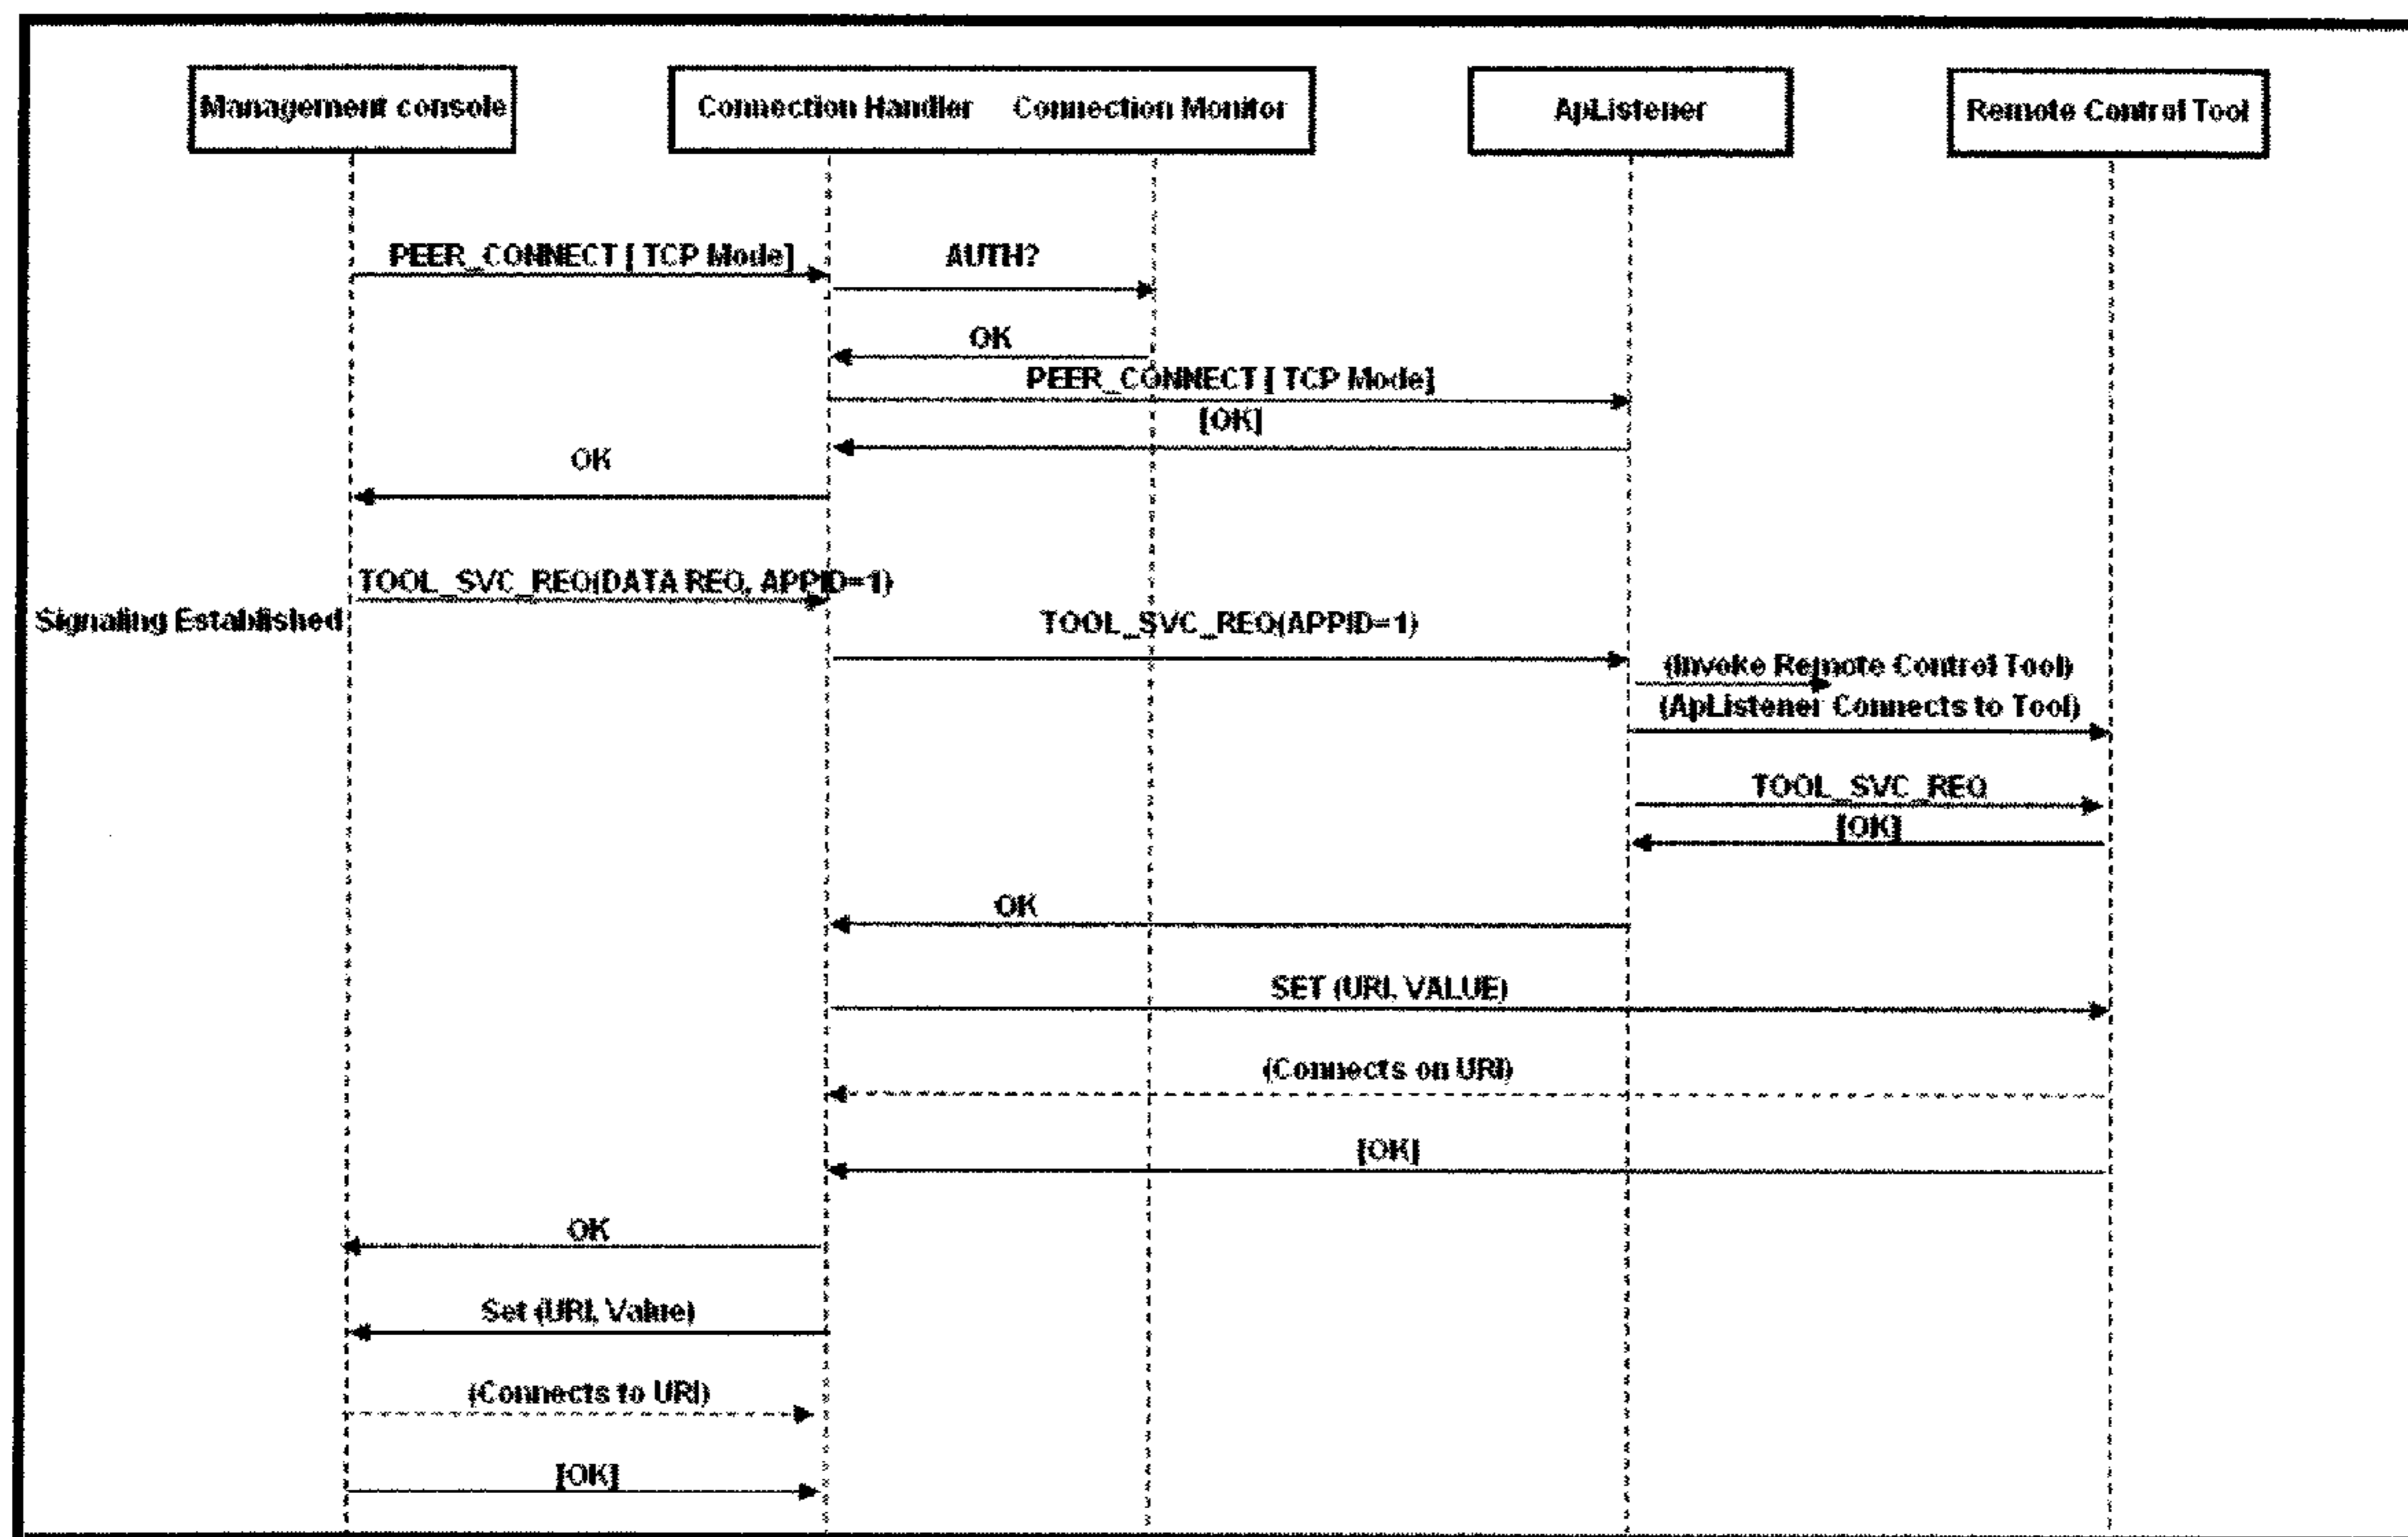 Management console
Connection Handler Connection Monitor
ApListener
Remote Control Tool
PEER_CONNECT [ TCP Mode]
AUTH?
OK
PEER_CONNECT [ TCP Mode]
[OK]
OK
TOOL_SVC_REQ(DATA REQ, APPID=1)
Signaling Established
TOOL_SVC_REQ(APPID=1)
(Invoke Remote Control Tool)
(ApListener Connects to Tool)
TOOL_SVC_REQ
[OK]
OK
SET (URI, VALUE)
(Connects on URI)
[OK]
OK
Set (URI, Value)
(Connects to URI)
[OK]